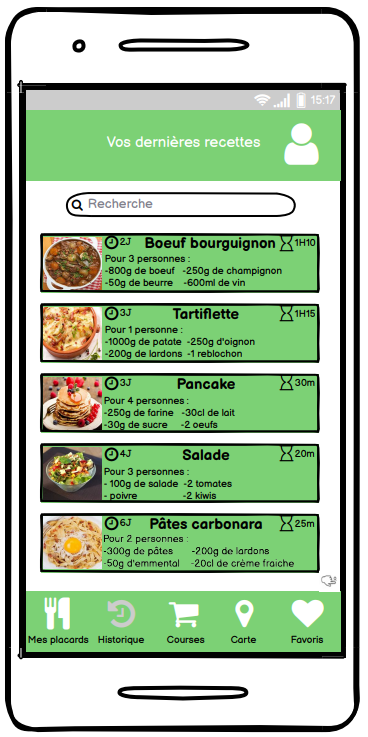 15:17
Vos dernières recettes
Recherche
2J Boeuf bourguignon 1H10
Pour 3 personnes :
-800g de boeuf -250g de champignon
-50g de beurre -600ml de vin
3J Tartiflette 1H15
Pour 1 personne :
-1000g de patate -250g d'oignon
-200g de lardons -1 reblochon
3J Pancake 30m
Pour 4 personnes :
-250g de farine -30cl de lait
-30g de sucre -2 oeufs
4J Salade 20m
Pour 3 personnes :
- 100g de salade -2 tomates
- poivre -2 kiwis
6J Pâtes carbonara 25m
Pour 2 personnes :
-300g de pâtes -200g de lardons
-50g d'emmental -20cl de crème fraiche
Mes placards Historique Courses Carte Favoris